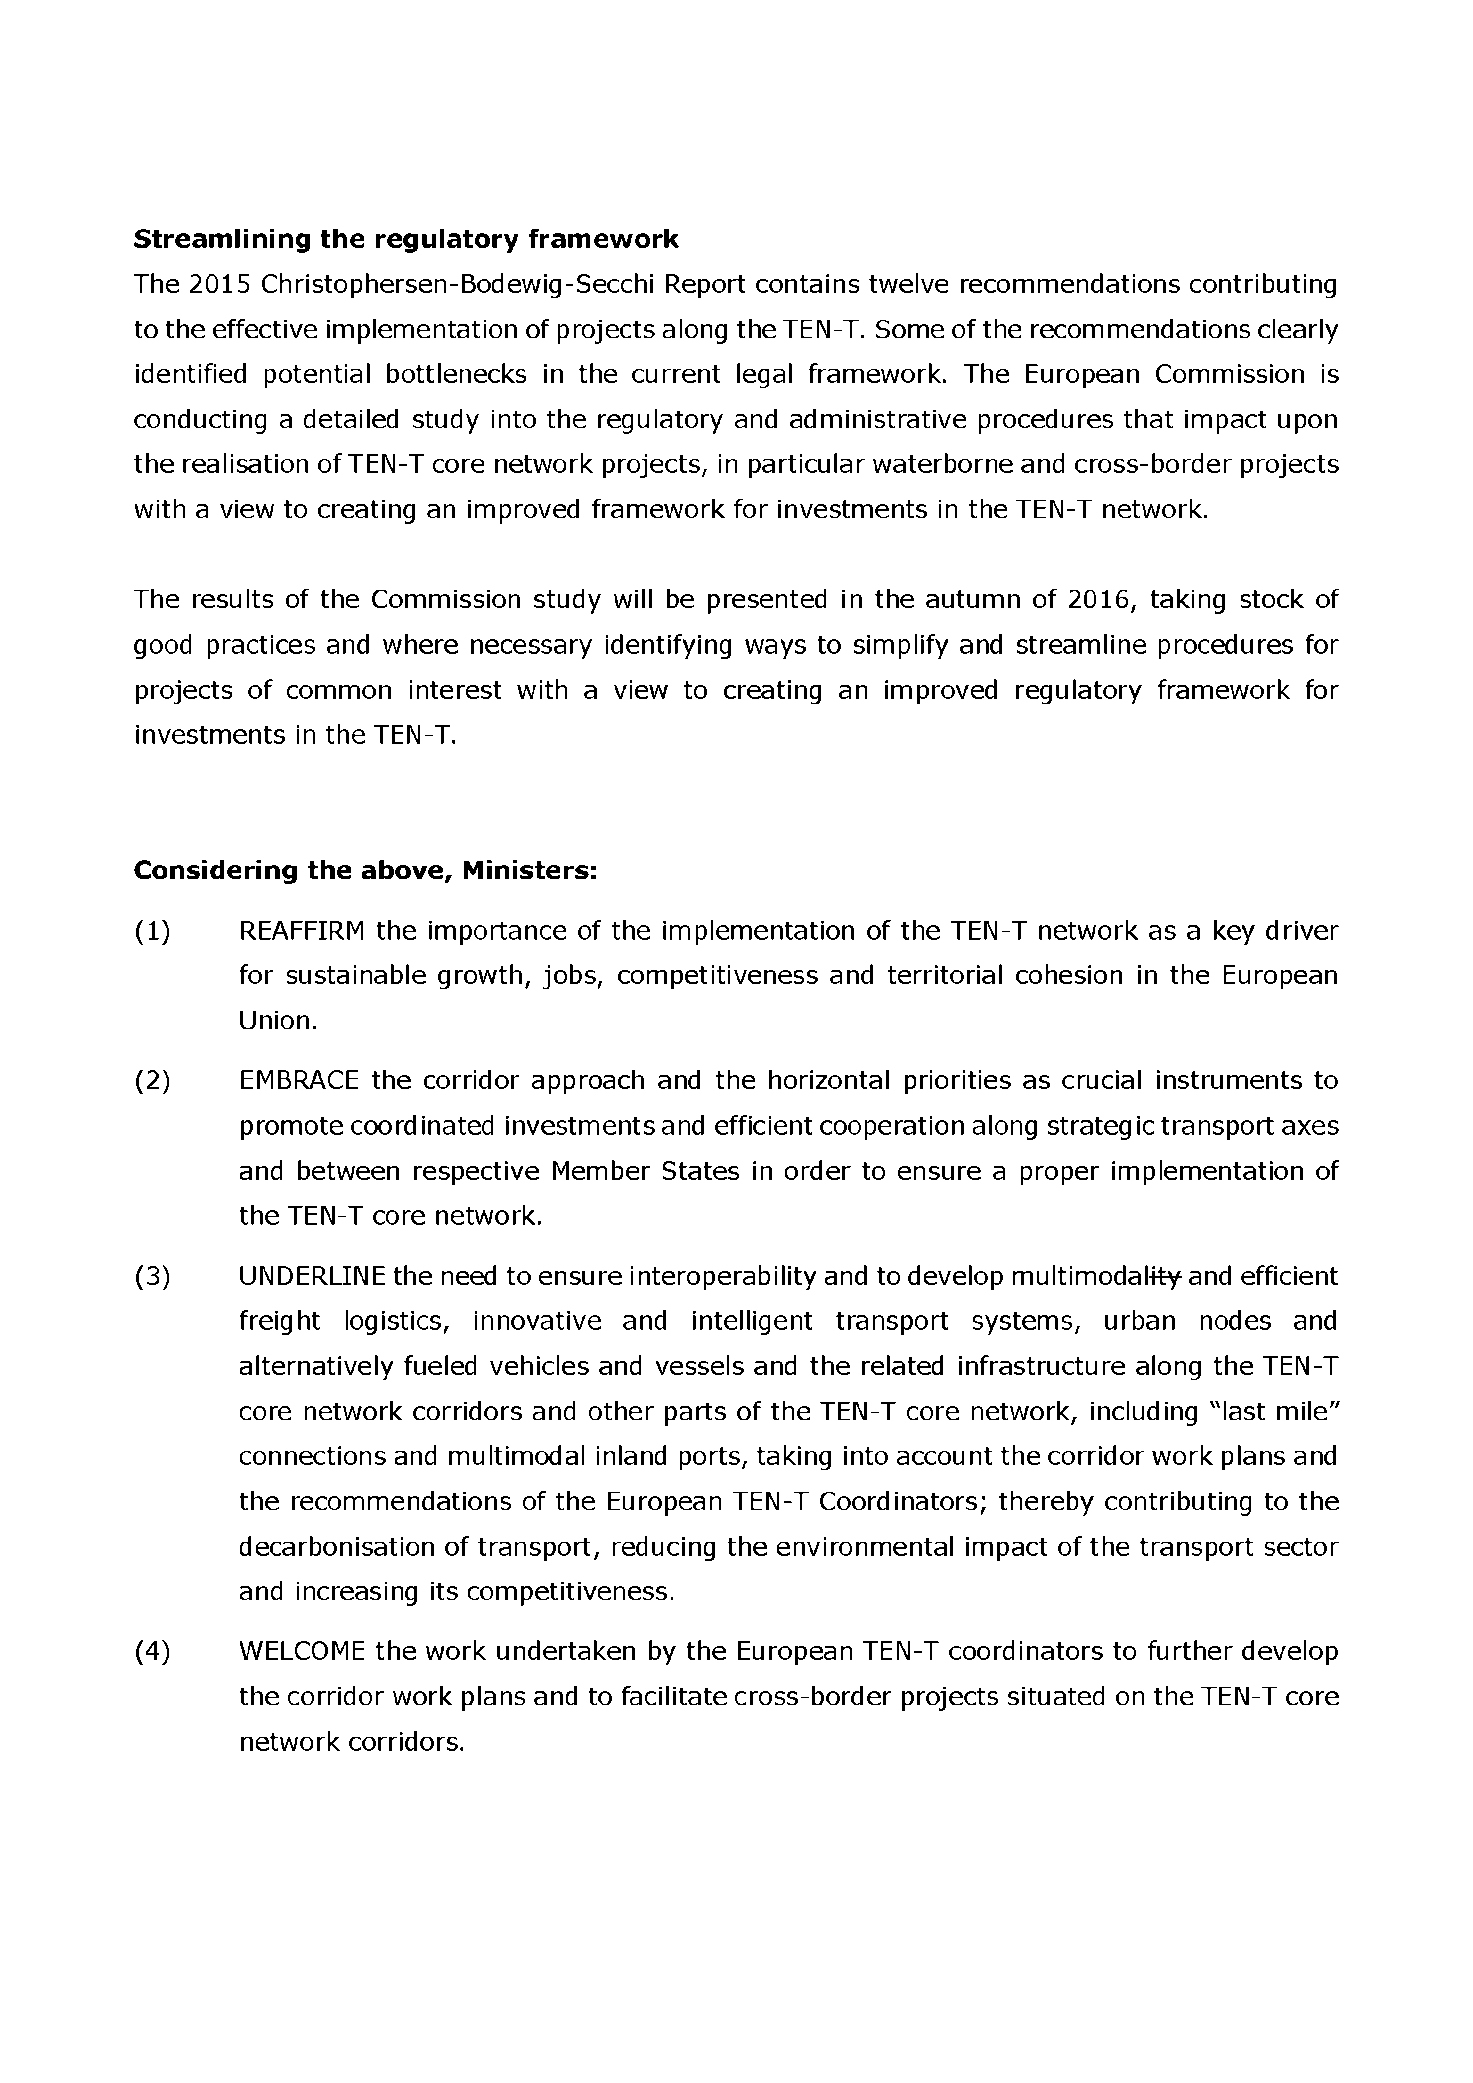 Streamlining the regulatory framework
The 2015 Christophersen-Bodewig-Secchi Report contains twelve recommendations contributing
to the effective implementation of projects along the TEN-T. Some of the recommendations clearly
identified potential bottlenecks in the current legal framework. The European Commission is
conducting a detailed study into the regulatory and administrative procedures that impact upon
the realisation of TEN-T core network projects, in particular waterborne and cross-border projects
with a view to creating an improved framework for investments in the TEN-T network.
The results of the Commission study will be presented in the autumn of 2016, taking stock of
good practices and where necessary identifying ways to simplify and streamline procedures for
projects of common interest with a view to creating an improved regulatory framework for
investments in the TEN-T.
Considering the above, Ministers:
(1) REAFFIRM the importance of the implementation of the TEN-T network as a key driver
for sustainable growth, jobs, competitiveness and territorial cohesion in the European
Union.
(2) EMBRACE the corridor approach and the horizontal priorities as crucial instruments to
promote coordinated investments and efficient cooperation along strategic transport axes
and between respective Member States in order to ensure a proper implementation of
the TEN-T core network.
(3) UNDERLINE the need to ensure interoperability and to develop multimodality and efficient
freight logistics, innovative and intelligent transport systems, urban nodes and
alternatively fueled vehicles and vessels and the related infrastructure along the TEN-T
core network corridors and other parts of the TEN-T core network, including “last mile”
connections and multimodal inland ports, taking into account the corridor work plans and
the recommendations of the European TEN-T Coordinators; thereby contributing to the
decarbonisation of transport, reducing the environmental impact of the transport sector
and increasing its competitiveness.
(4) WELCOME the work undertaken by the European TEN-T coordinators to further develop
the corridor work plans and to facilitate cross-border projects situated on the TEN-T core
network corridors.